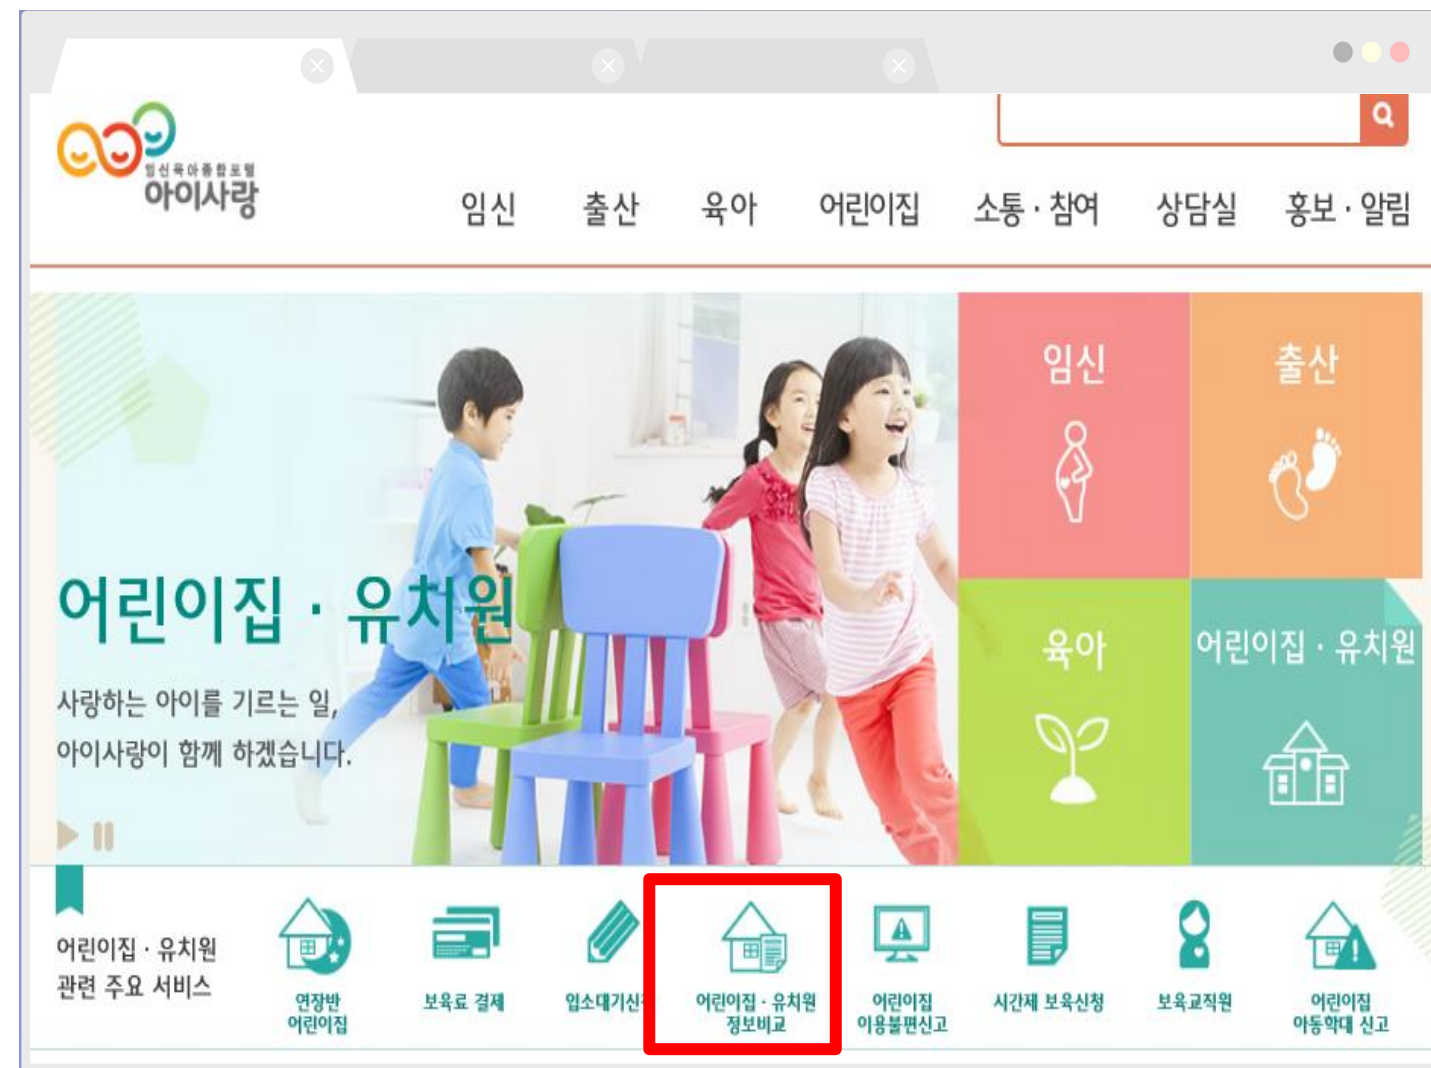 임신육아종합포털
아이사랑
임신 출산 육아 어린이집 소통 · 참여 상담실 홍보 · 알림
어린이집 · 유치원
사랑하는 아이를 기르는 일,
아이사랑이 함께 하겠습니다.
임신
출산
육아
어린이집 · 유치원
어린이집 · 유치원
관련 주요 서비스
연장반
어린이집
보육료 결제
입소대기신
어린이집 · 유치원
정보비교
어린이집
이용불편신고
시간제 보육신청
보육교직원
어린이집
아동학대 신고